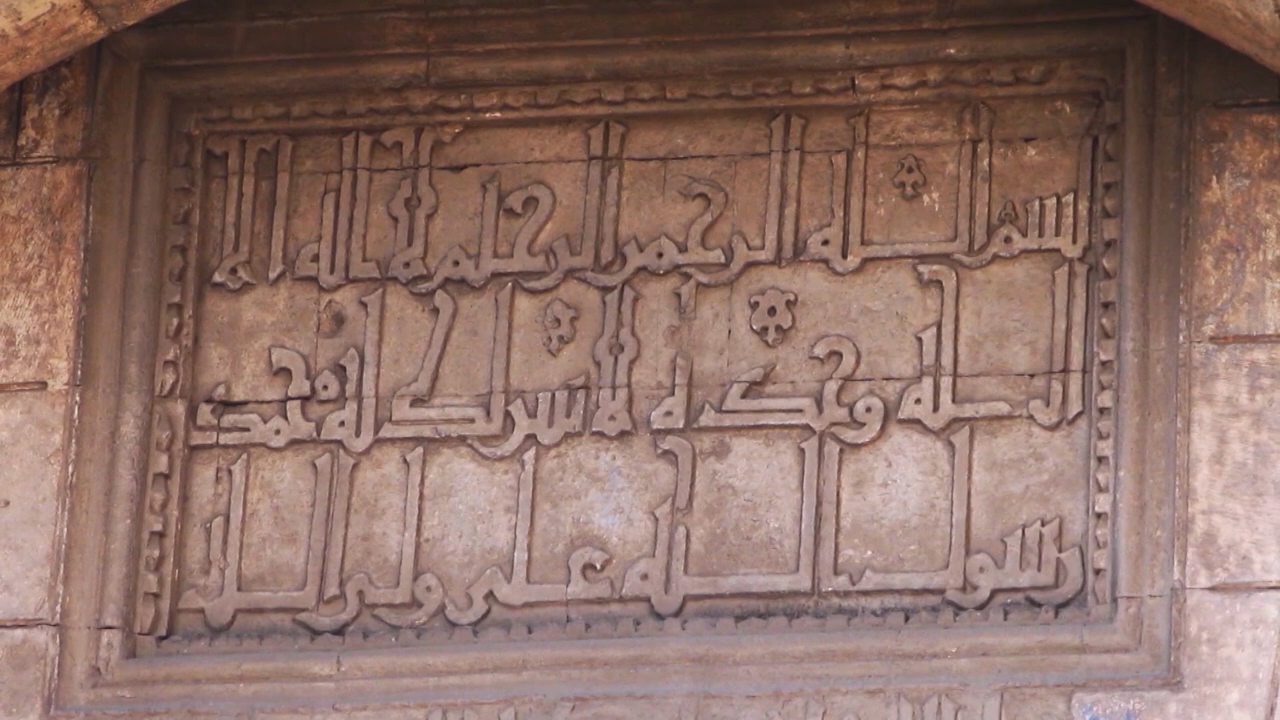 بسم الله الرحمن الرحيم لا اله الا
الله وحده لا شريك له محمد
رسول الله علي ولي الله